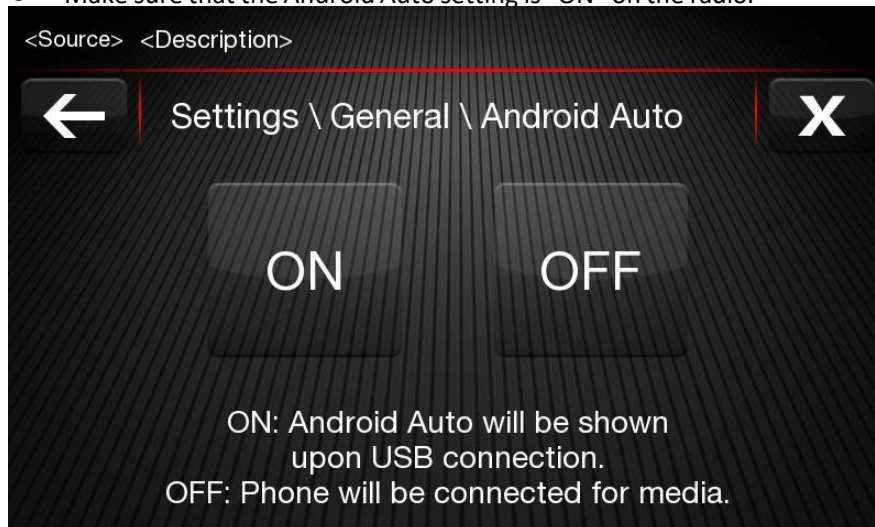 Make sure that the Android Auto setting is "ON" on the radio.
<Source> <Description>
Settings \ General \ Android Auto
X
ON
OFF
ON: Android Auto will be shown
upon USB connection.
OFF: Phone will be connected for media.